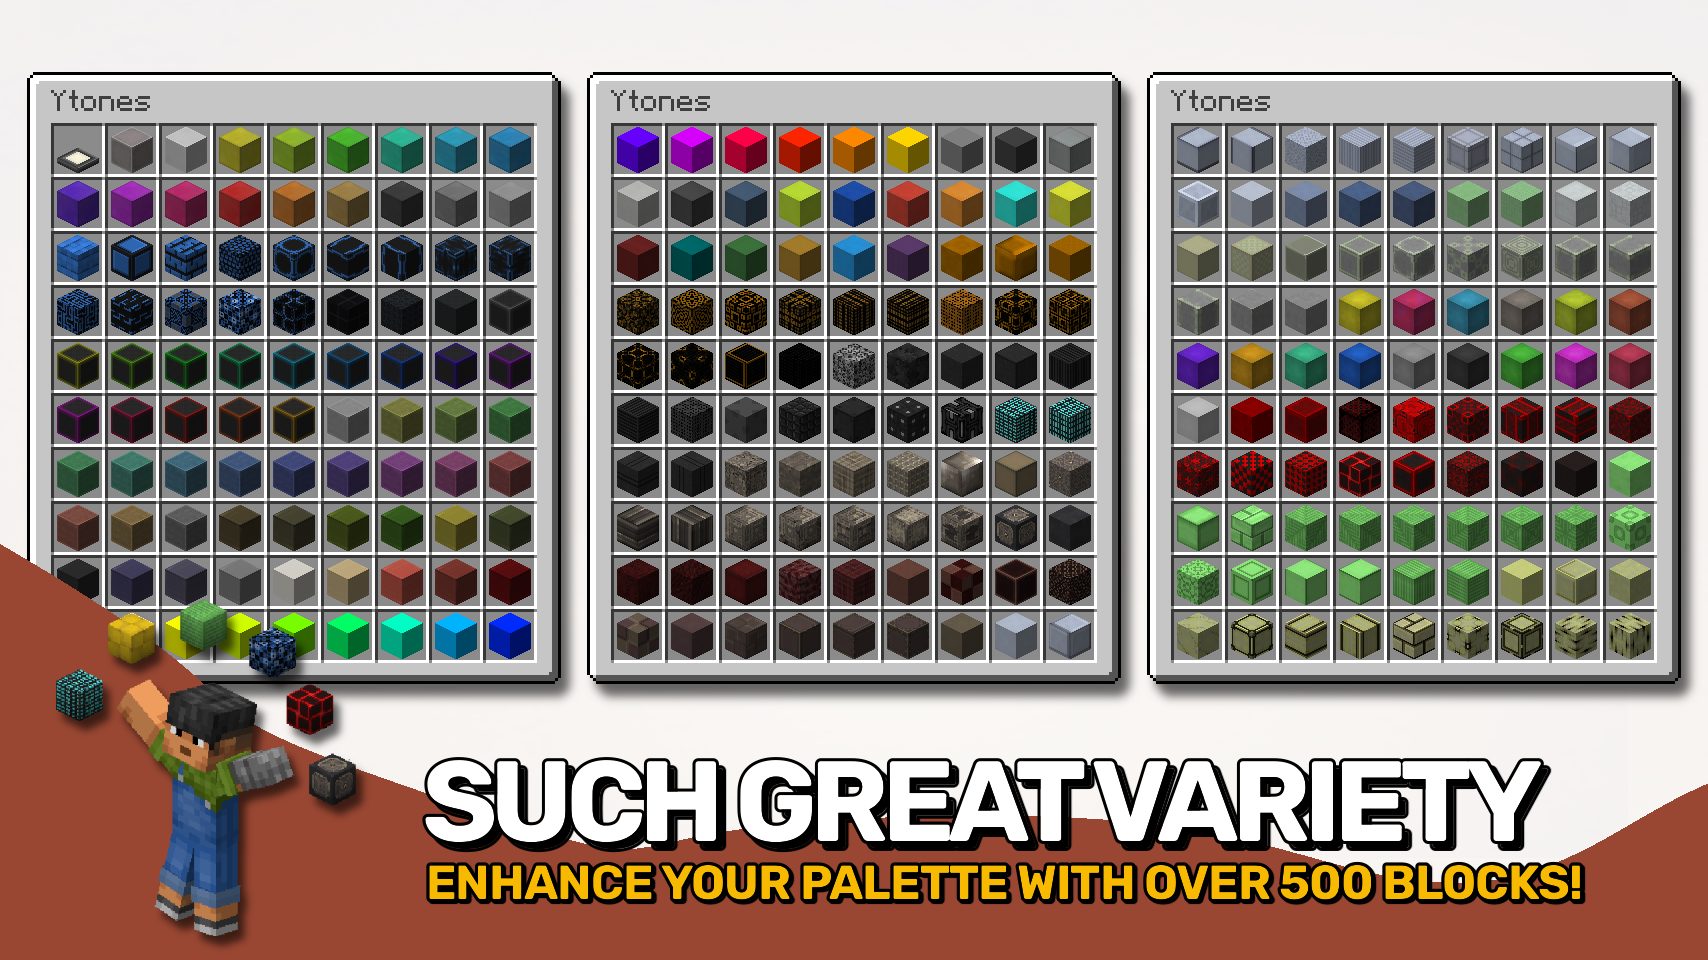 Ytones
Ytones
Ytones
SUCH GREAT VARIETY
ENHANCE YOUR PALETTE WITH OVER 500 BLOCKS!